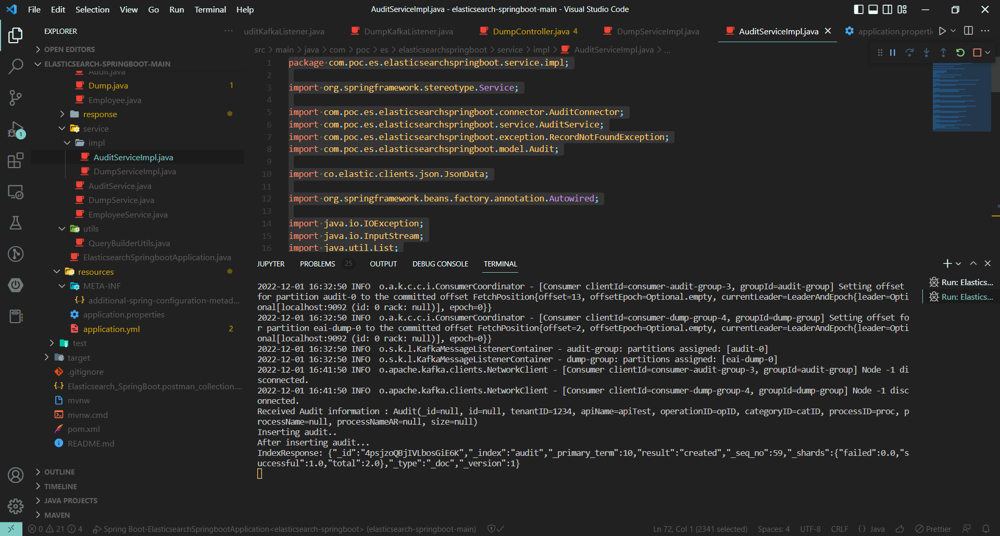 File Edit Selection View Go Run Terminal Help
AuditServiceImpl.java - elasticsearch-springboot-main - Visual Studio Code
EXPLORER
OPEN EDITORS
ELASTICSEARCH-SPRINGBOOT-MAIN
Audit.java
Dump.java 1
Employee.java
response
service
impl
AuditServiceImpl.java
DumpServiceImpl.java
AuditService.java
DumpService.java
EmployeeService.java
utils
QueryBuilderUtils.java
ElasticsearchSpringbootApplication.java
resources
META-INF
additional-spring-configuration-metad...
application.properties
application.yml 2
test
target
.gitignore
Elasticsearch_SpringBoot.postman_collection....
mvnw
mvnw.cmd
pom.xml
README.md
OUTLINE
TIMELINE
JAVA PROJECTS
MAVEN
1
uditKafkaListener.java DumpKafkaListener.java DumpController.java 4 DumpServiceImpl.java AuditServiceImpl.java application.properti
src > main > java > com > poc > es > elasticsearchspringboot > service > impl > AuditServiceImpl.java > ...
1 package com.poc.es.elasticsearchspringboot.service.impl;
2
3 import org.springframework.stereotype.Service;
4
5 import com.poc.es.elasticsearchspringboot.connector.AuditConnector;
6 import com.poc.es.elasticsearchspringboot.service.AuditService;
7 import com.poc.es.elasticsearchspringboot.exception.RecordNotFoundException;
8 import com.poc.es.elasticsearchspringboot.model.Audit;
9
10 import co.elastic.clients.json.JsonData;
11
12 import org.springframework.beans.factory.annotation.Autowired;
13
14 import java.io.IOException;
15 import java.io.InputStream;
16 import java.util.List;
JUPYTER PROBLEMS 25 OUTPUT DEBUG CONSOLE TERMINAL
2022-12-01 16:32:50 INFO  o.a.k.c.c.i.ConsumerCoordinator - [Consumer clientId=consumer-audit-group-3, groupId=audit-group] Setting offset
for partition audit-0 to the committed offset FetchPosition{offset=13, offsetEpoch=Optional.empty, currentLeader=LeaderAndEpoch{leader=Opti
onal[localhost:9092 (id: 0 rack: null)], epoch=0}}
2022-12-01 16:32:50 INFO  o.a.k.c.c.i.ConsumerCoordinator - [Consumer clientId=consumer-dump-group-4, groupId=dump-group] Setting offset fo
r partition eai-dump-0 to the committed offset FetchPosition{offset=2, offsetEpoch=Optional.empty, currentLeader=LeaderAndEpoch{leader=Opti
onal[localhost:9092 (id: 0 rack: null)], epoch=0}}
2022-12-01 16:32:50 INFO  o.s.k.l.KafkaMessageListenerContainer - audit-group: partitions assigned: [audit-0]
2022-12-01 16:32:50 INFO  o.s.k.l.KafkaMessageListenerContainer - dump-group: partitions assigned: [eai-dump-0]
2022-12-01 16:41:50 INFO  o.apache.kafka.clients.NetworkClient - [Consumer clientId=consumer-audit-group-3, groupId=audit-group] Node -1 di
sconnected.
2022-12-01 16:41:50 INFO  o.apache.kafka.clients.NetworkClient - [Consumer clientId=consumer-dump-group-4, groupId=dump-group] Node -1 disc
onnected.
Received Audit information : Audit(_id=null, id=null, tenantID=1234, apiName=apiTest, operationID=opID, categoryID=catID, processID=proc, p
rocessName=null, processNameAR=null, size=null)
Inserting audit..
After inserting audit...
IndexResponse: {"_id":"4psjzoQBjIVLbosGiE6K","_index":"audit","_primary_term":10,"result":"created","_seq_no":59,"_shards":{"failed":0.0,"s
uccessful":1.0,"total":2.0},"_type":"_doc","_version":1}
Run: Elastics...
Run: Elastics...
0 21 4 Spring Boot-ElasticsearchSpringbootApplication<elasticsearch-springboot> (elasticsearch-springboot-main) Ln 72, Col 1 (2341 selected) Spaces: 4 UTF-8 CRLF {} Java Prettier